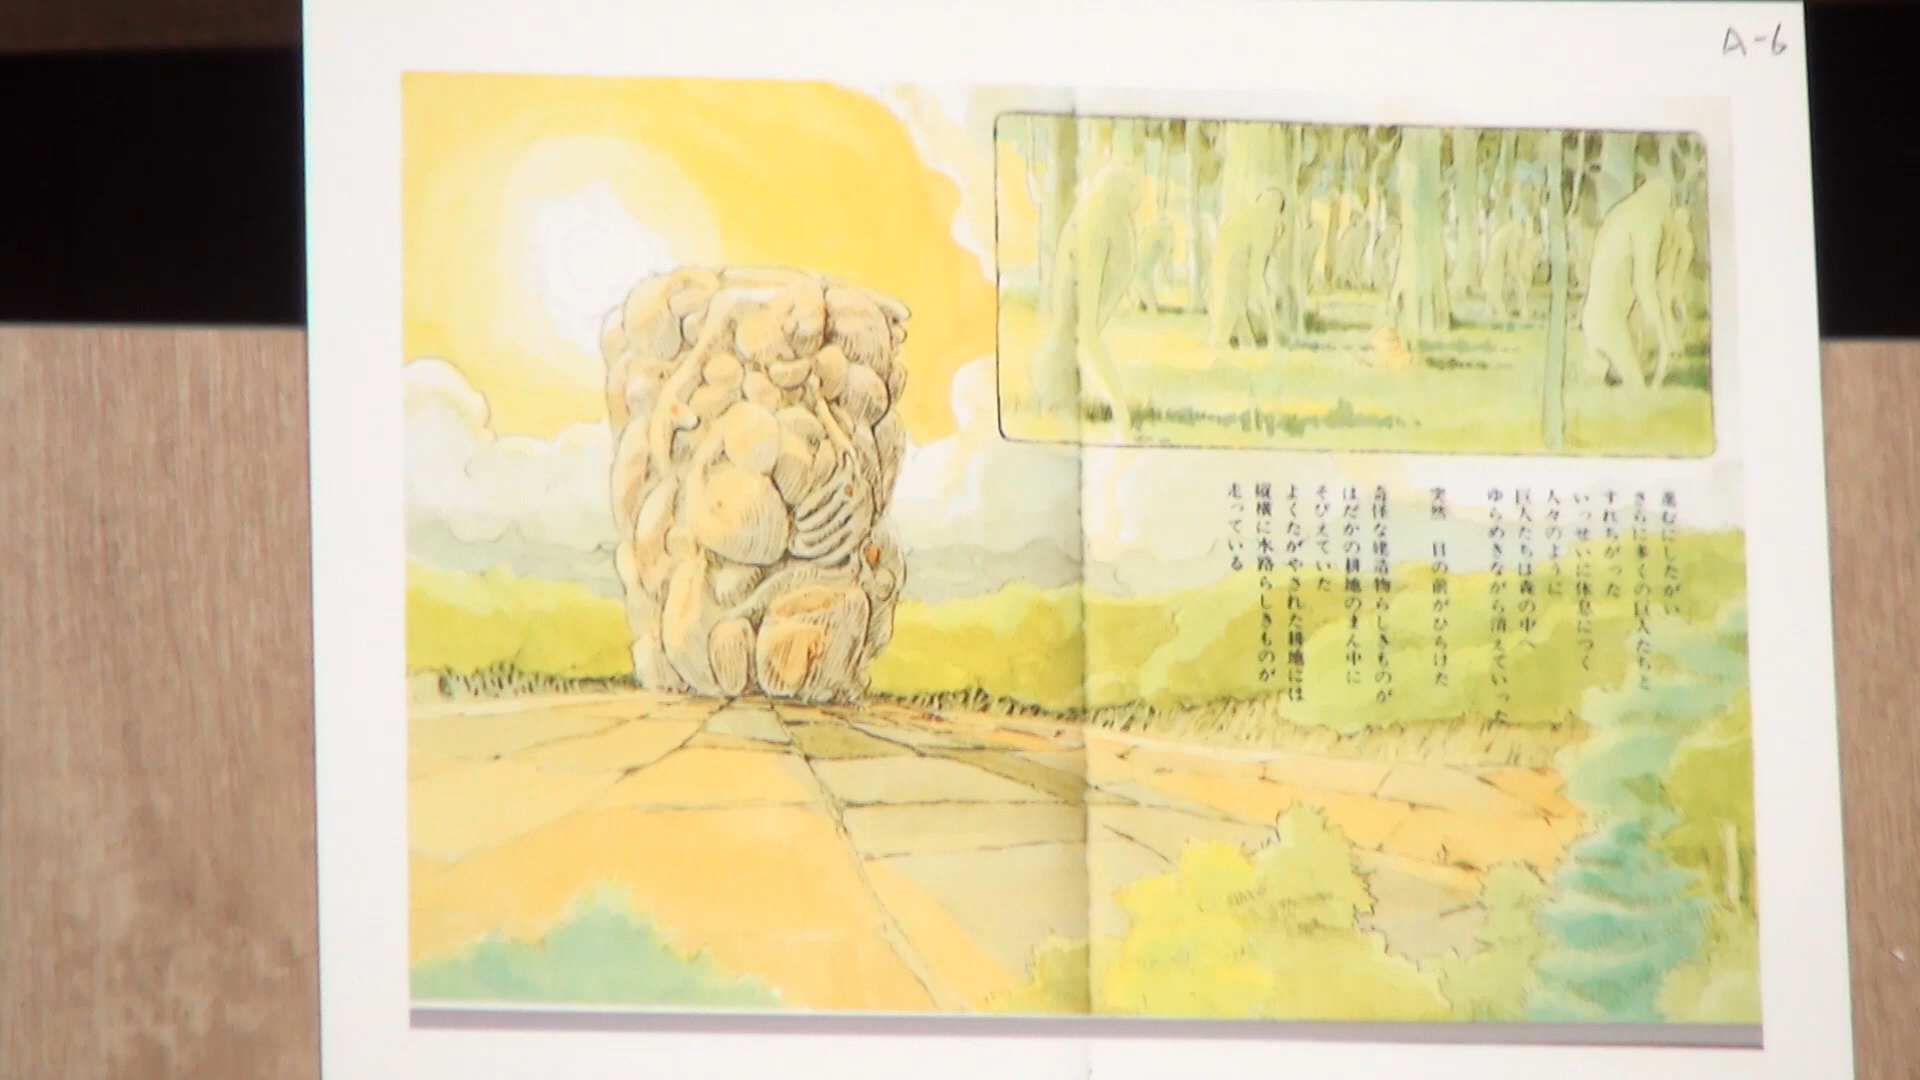 A-6
進むにしたがい
さらに多くの巨人たちと
すれちがった
いっせいに休息につく
人々のように
巨人たちは森の中へ
ゆらめきながら消えていった
突然 目の前がひらけた
奇怪な建造物らしきものが
はだかの耕地のまん中に
そびえていた
よくたがやされた耕地には
縦横に水路らしきものが
走っている